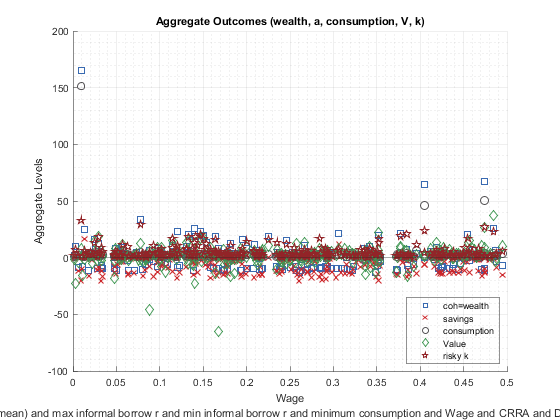 Aggregate Outcomes (wealth, a, consumption, V, k)
200
150
100
50
0
-50
-100
Aggregate Levels
0 0.05 0.1 0.15 0.2 0.25 0.3 0.35 0.4 0.45 0.5
Wage
coh=wealth
savings
consumption
Value
risky k
mean) and max informal borrow r and min informal borrow r and minimum consumption and Wage and CRRA and